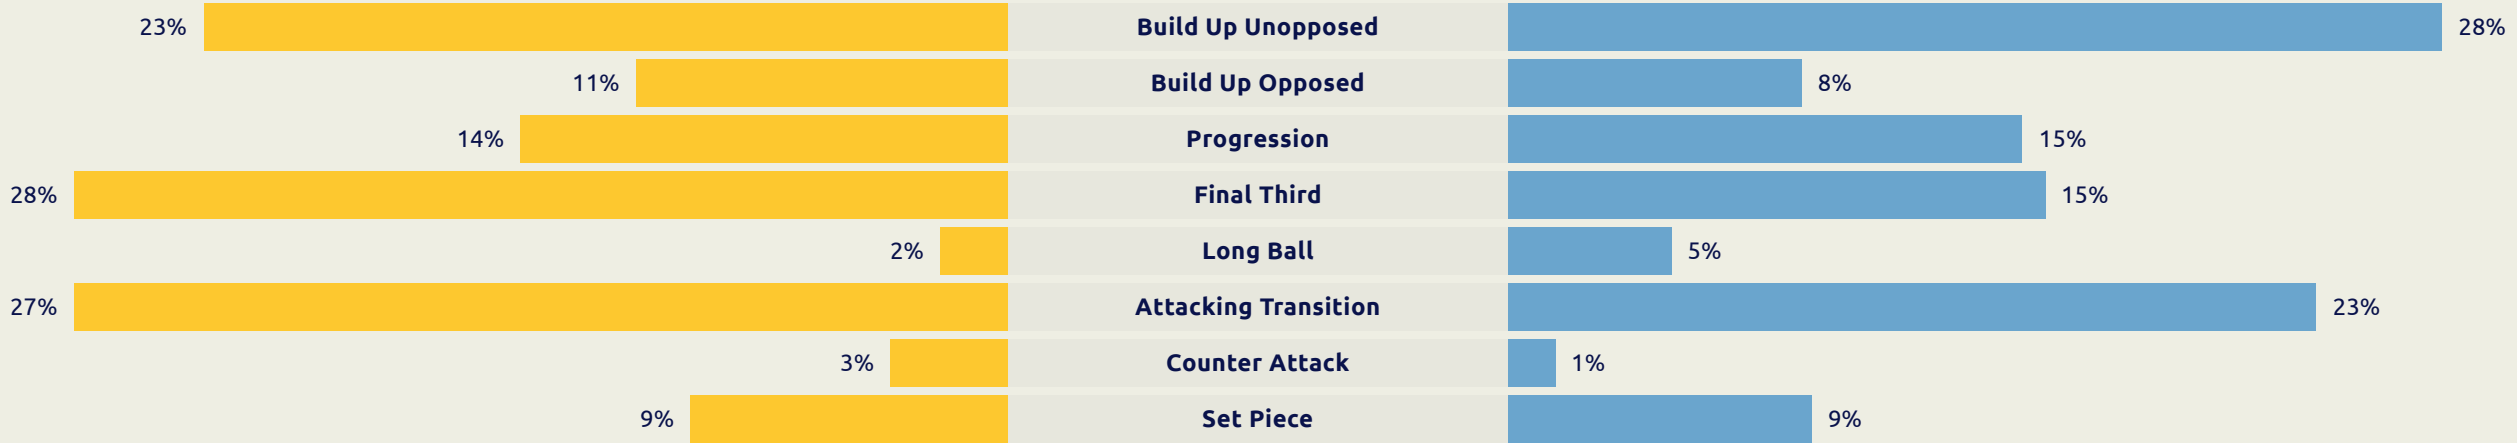 23% Build Up Unopposed 28%
11% Build Up Opposed 8%
14% Progression 15%
28% Final Third 15%
2% Long Ball 5%
27% Attacking Transition 23%
3% Counter Attack 1%
9% Set Piece 9%